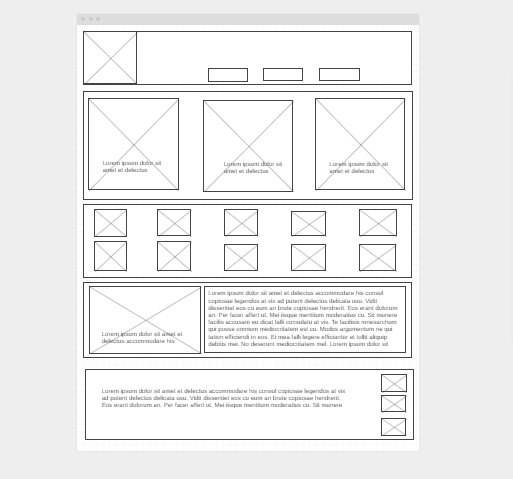 Lorem ipsum dolor sit
amet et delectus
Lorem ipsum dolor sit
amet et delectus
Lorem ipsum dolor sit
amet et delectus
Lorem ipsum dolor sit amet et
delectus accommodare his
Lorem ipsum dolor sit amet et delectus accommodare his consul
copiosae legendos at vix ad putent delectus delicata usu. Vidit
dissentiet eos cu eum an brute copiosae hendrerit. Eos erant dolorum
an. Per facer affert ut. Mei iisque mentitum moderatius cu. Sit munere
facilis accusam eu dicat falli consulatu at vis. Te facilisis mnesarchum
qui posse omnium mediocritatem est cu. Modus argumentum ne qui
tation efficiendi in eos. Ei mea falli legere efficiantur et tollit aliquip
debitis mei. No deserunt mediocritatem mel. Lorem ipsum dolor sit
Lorem ipsum dolor sit amet et delectus accommodare his consul copiosae legendos at vix
ad putent delectus delicata usu. Vidit dissentiet eos cu eum an brute copiosae hendrerit.
Eos erant dolorum an. Per facer affert ut. Mei iisque mentitum moderatius cu. Sit munere